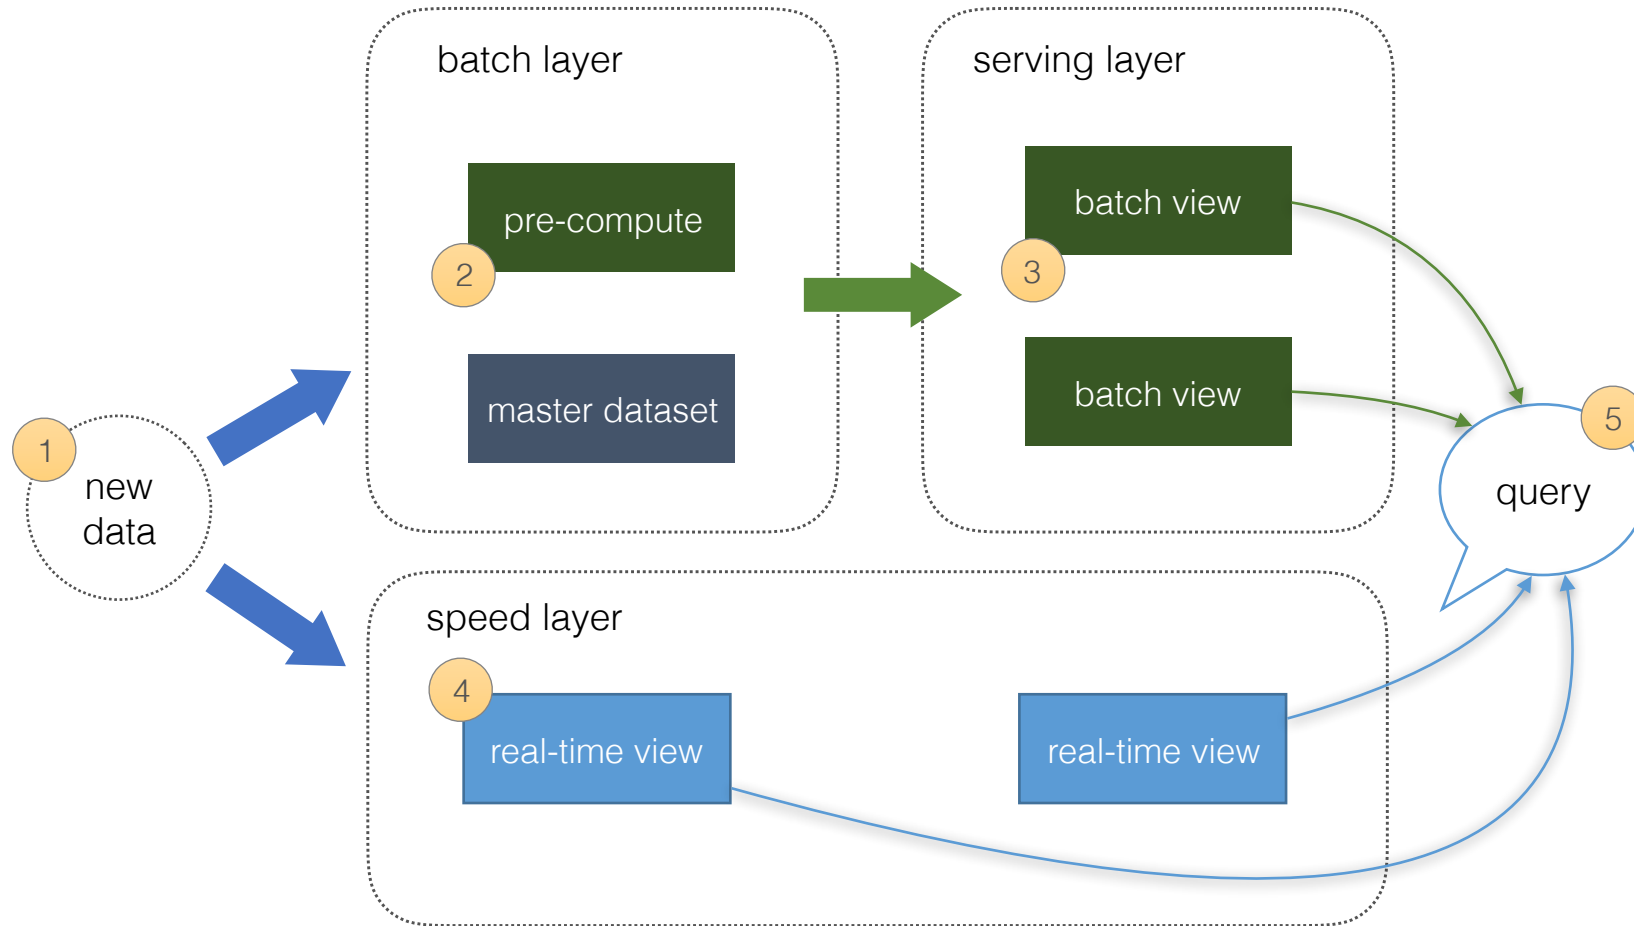 batch layer
serving layer
pre-compute
batch view
2
3
master dataset
batch view
1
new
data
5
query
speed layer
4
real-time view
real-time view